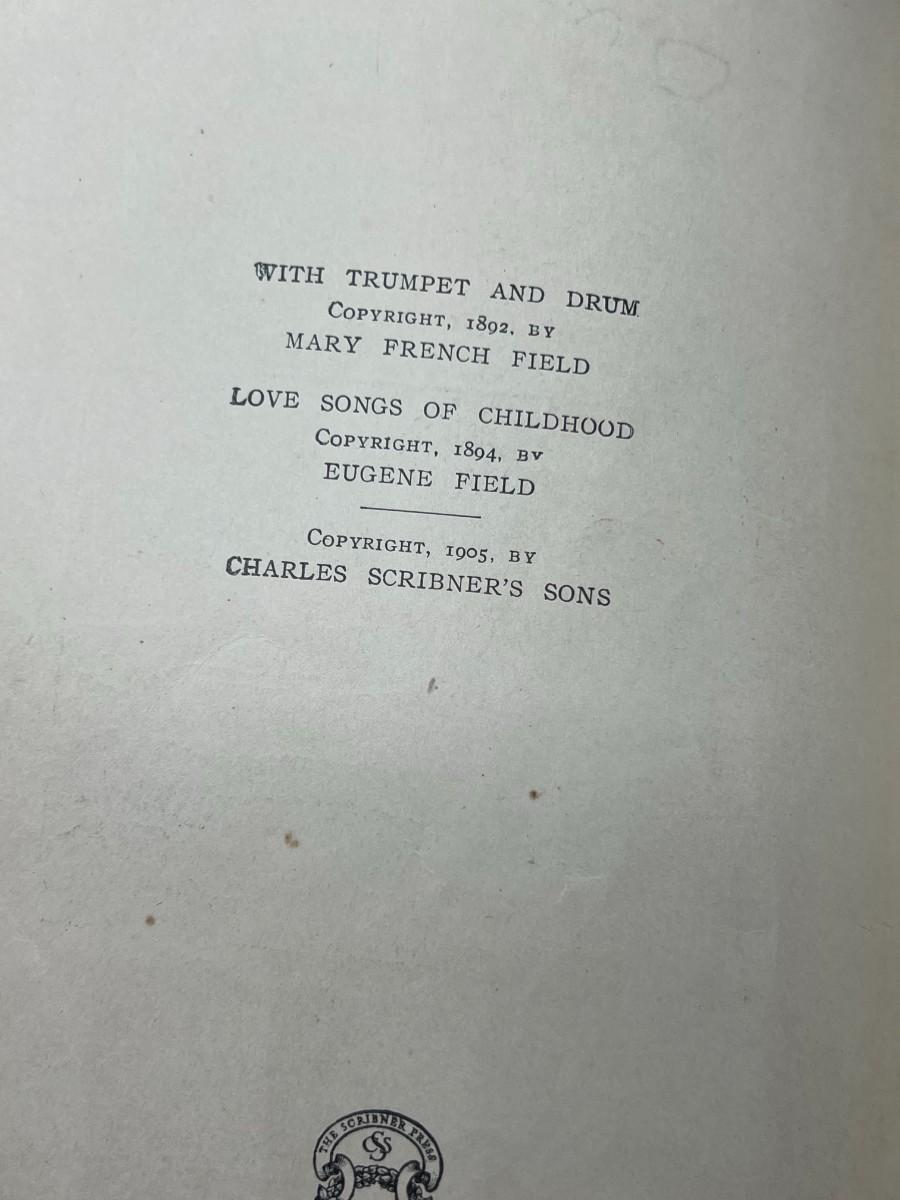 WITH TRUMPET AND DRUM
COPYRIGHT, 1892, BY
MARY FRENCH FIELD
LOVE SONGS OF CHILDHOOD
COPYRIGHT, 1894, BY
EUGENE FIELD
COPYRIGHT, 1905, BY
CHARLES SCRIBNER'S SONS
THE SCRIBNER PRESS
CSS